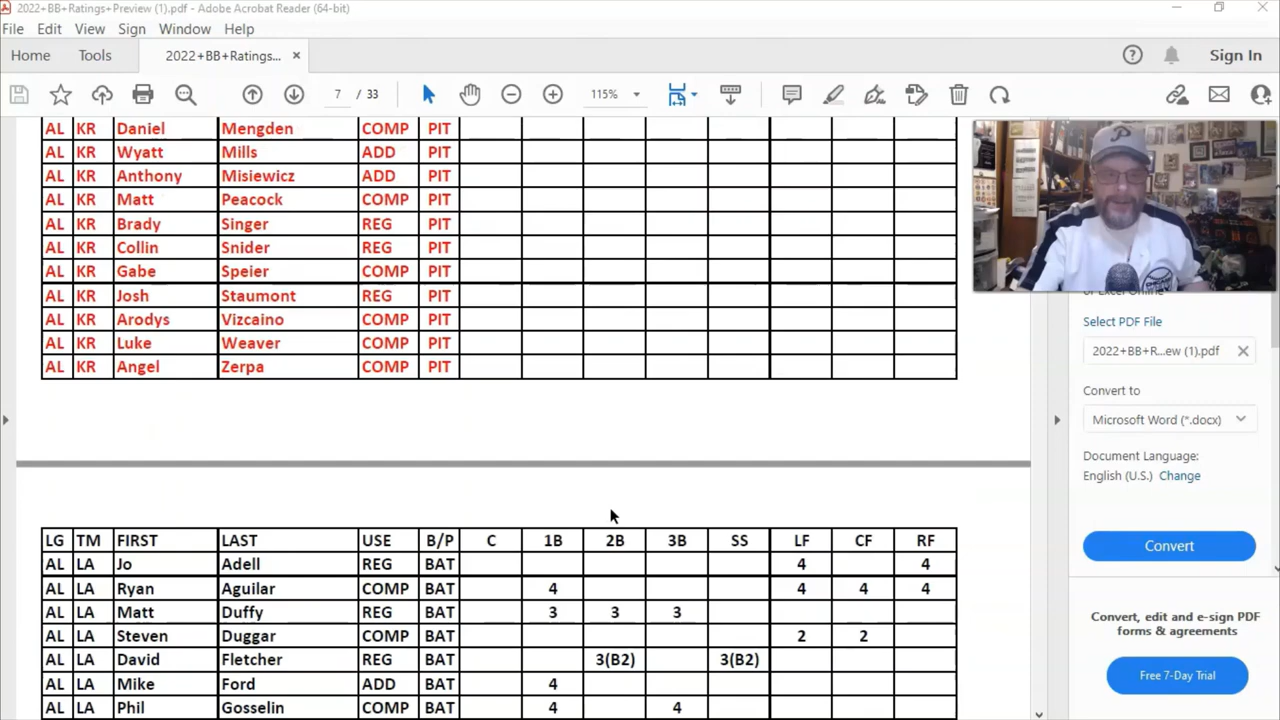 2022+BB+Ratings+Preview (1).pdf - Adobe Acrobat Reader (64-bit)
File Edit View Sign Window Help
Home Tools 2022+BB+Ratings... Sign In
7 / 33 115%
AL KR Daniel Mengden COMP PIT
AL KR Wyatt Mills ADD PIT
AL KR Anthony Misiewicz ADD PIT
AL KR Matt Peacock COMP PIT
AL KR Brady Singer REG PIT
AL KR Collin Snider REG PIT
AL KR Gabe Speier COMP PIT
AL KR Josh Staumont REG PIT
AL KR Arodys Vizcaino COMP PIT
AL KR Luke Weaver COMP PIT
AL KR Angel Zerpa COMP PIT
LG TM FIRST LAST USE B/P C 1B 2B 3B SS LF CF RF
AL LA Jo Adell REG BAT 4 4
AL LA Ryan Aguilar COMP BAT 4 4 4 4
AL LA Matt Duffy REG BAT 3 3 3
AL LA Steven Duggar COMP BAT 2 2
AL LA David Fletcher REG BAT 3(B2) 3(B2)
AL LA Mike Ford ADD BAT 4
AL LA Phil Gosselin COMP BAT 4 4
or Excel Online
Select PDF File
2022+BB+R...ew (1).pdf
Convert to
Microsoft Word (*.docx)
Document Language:
English (U.S.) Change
Convert
Convert, edit and e-sign PDF
forms & agreements
Free 7-Day Trial